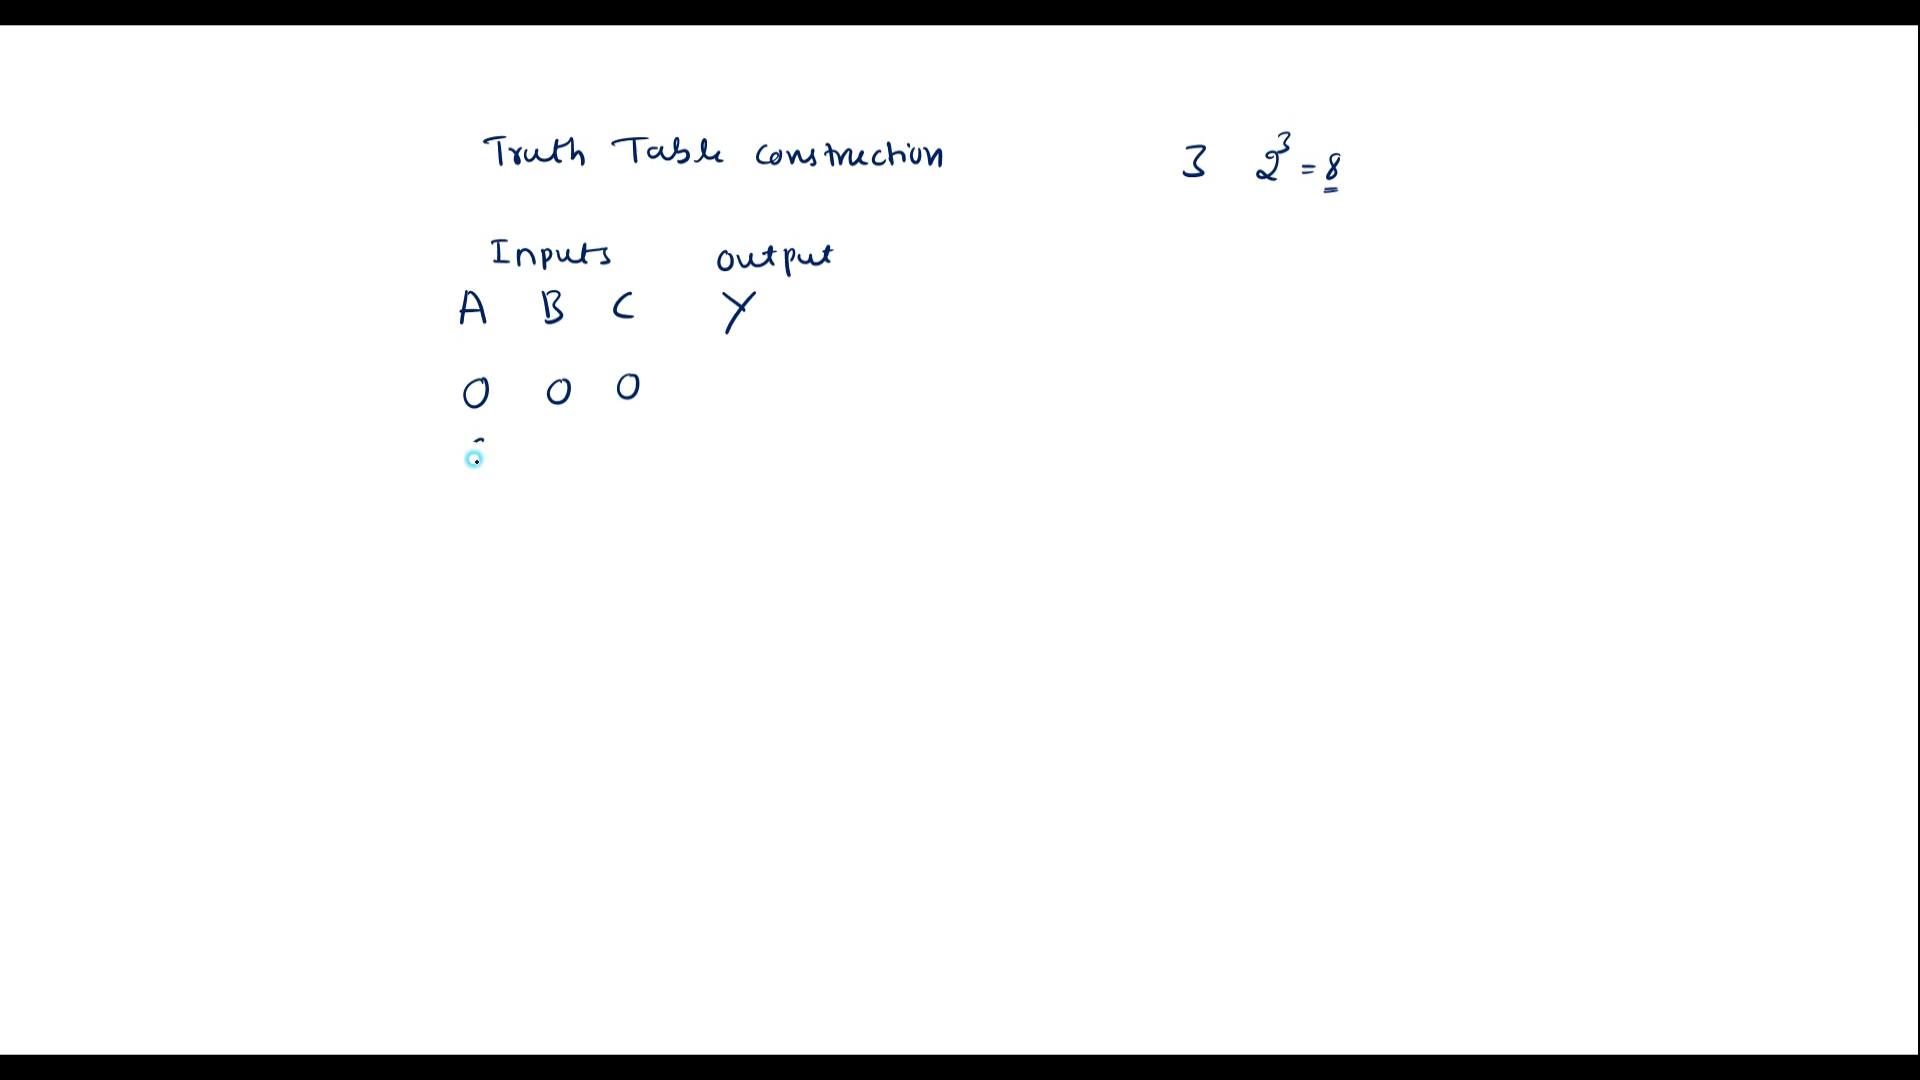 Truth Table construction
3 2³ = 8
Inputs output
A B C Y
0 0 0